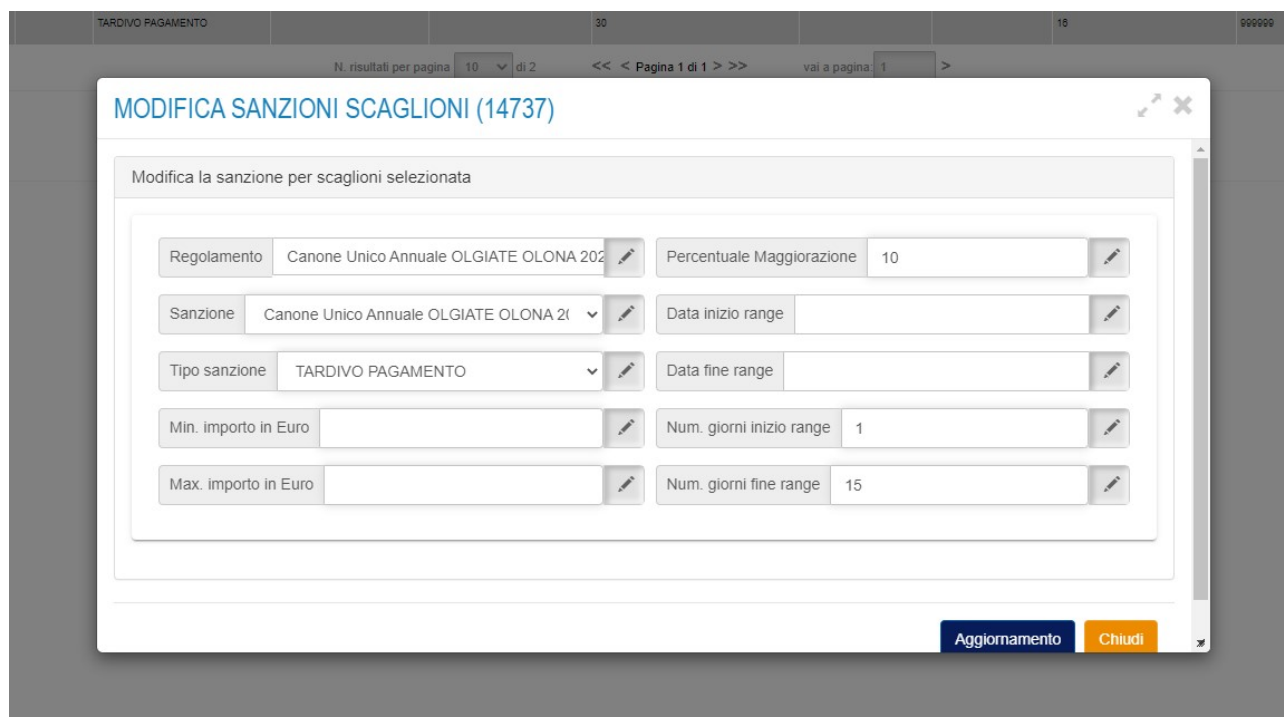 TARDIVO PAGAMENTO 30 16 999999
N. risultati per pagina 10 di 2 << < Pagina 1 di 1 > >> vai a pagina: 1 >
MODIFICA SANZIONI SCAGLIONI (14737)
Modifica la sanzione per scaglioni selezionata
Regolamento Canone Unico Annuale OLGIATE OLONA 202
Percentuale Maggiorazione 10
Sanzione Canone Unico Annuale OLGIATE OLONA 2(
Data inizio range
Tipo sanzione TARDIVO PAGAMENTO
Data fine range
Min. importo in Euro
Num. giorni inizio range 1
Max. importo in Euro
Num. giorni fine range 15
Aggiornamento Chiudi